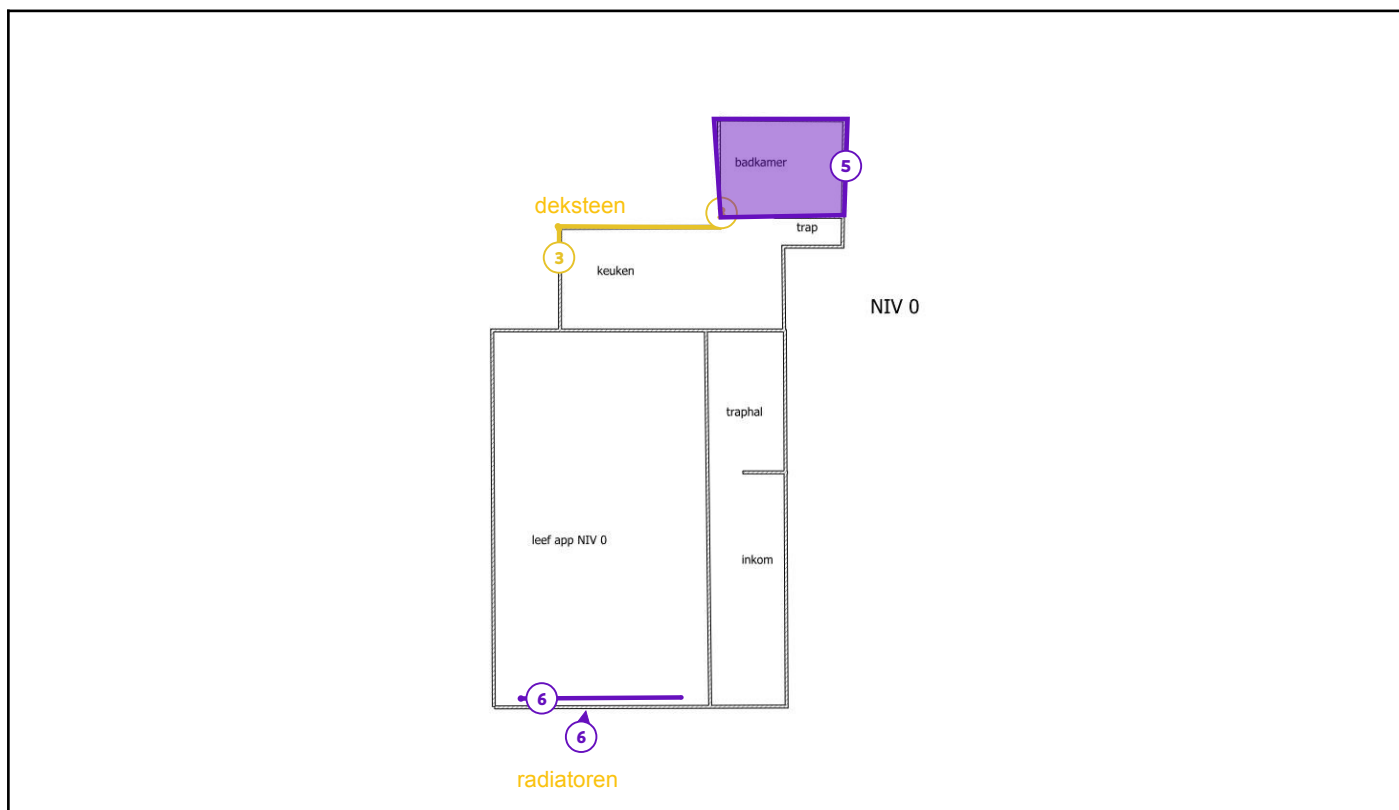 badkamer
5
deksteen
trap
3
keuken
NIV 0
traphal
leef app NIV 0
inkom
6
6
radiatoren